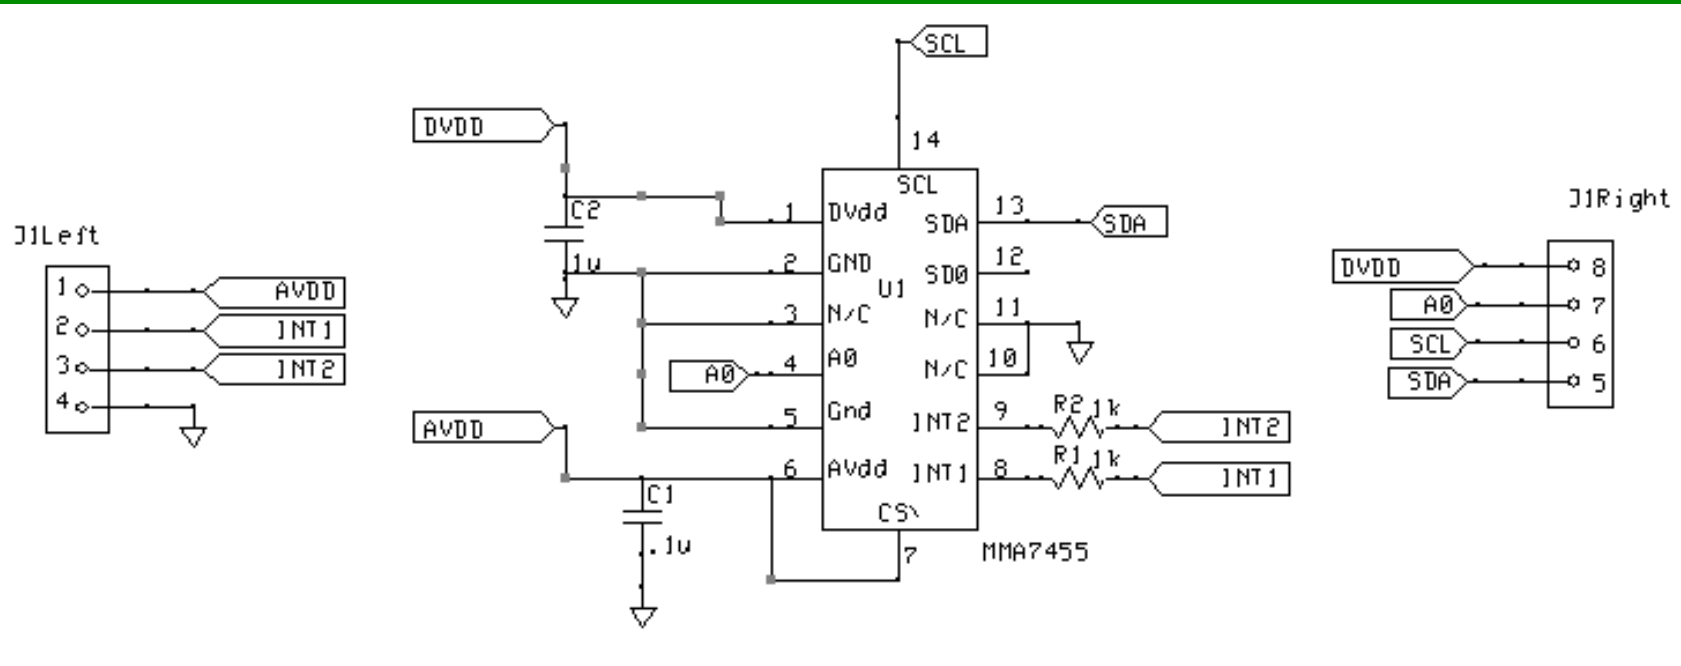 SCL
DVDD
14
SCL
J1Right
C2
1 DVdd
SDA 13
SDA
J1Left
.1u
2 GND
SD0 12
U1
DVDD
8
1
AVDD
3 N/C
N/C 11
A0
7
2
INT1
A0
4 A0
N/C 10
SCL
6
3
INT2
SDA
5
4
AVDD
5 Gnd
INT2 9
R2 1k
INT2
6 AVdd
INT1 8
R1 1k
INT1
C1
.1u
CS\
7
MMA7455